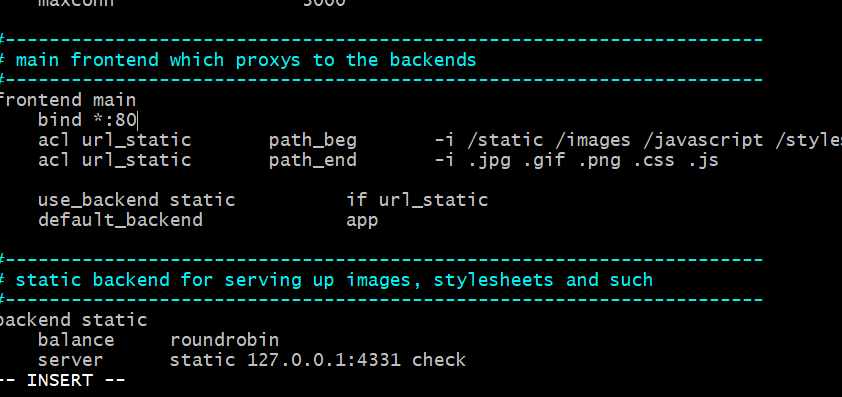 maxconn 3000
#---------------------------------------------------------------------
# main frontend which proxys to the backends
#---------------------------------------------------------------------
frontend main
bind *:80
acl url_static path_beg -i /static /images /javascript /styles
acl url_static path_end -i .jpg .gif .png .css .js
use_backend static if url_static
default_backend app
#---------------------------------------------------------------------
# static backend for serving up images, stylesheets and such
#---------------------------------------------------------------------
backend static
balance roundrobin
server static 127.0.0.1:4331 check
-- INSERT --